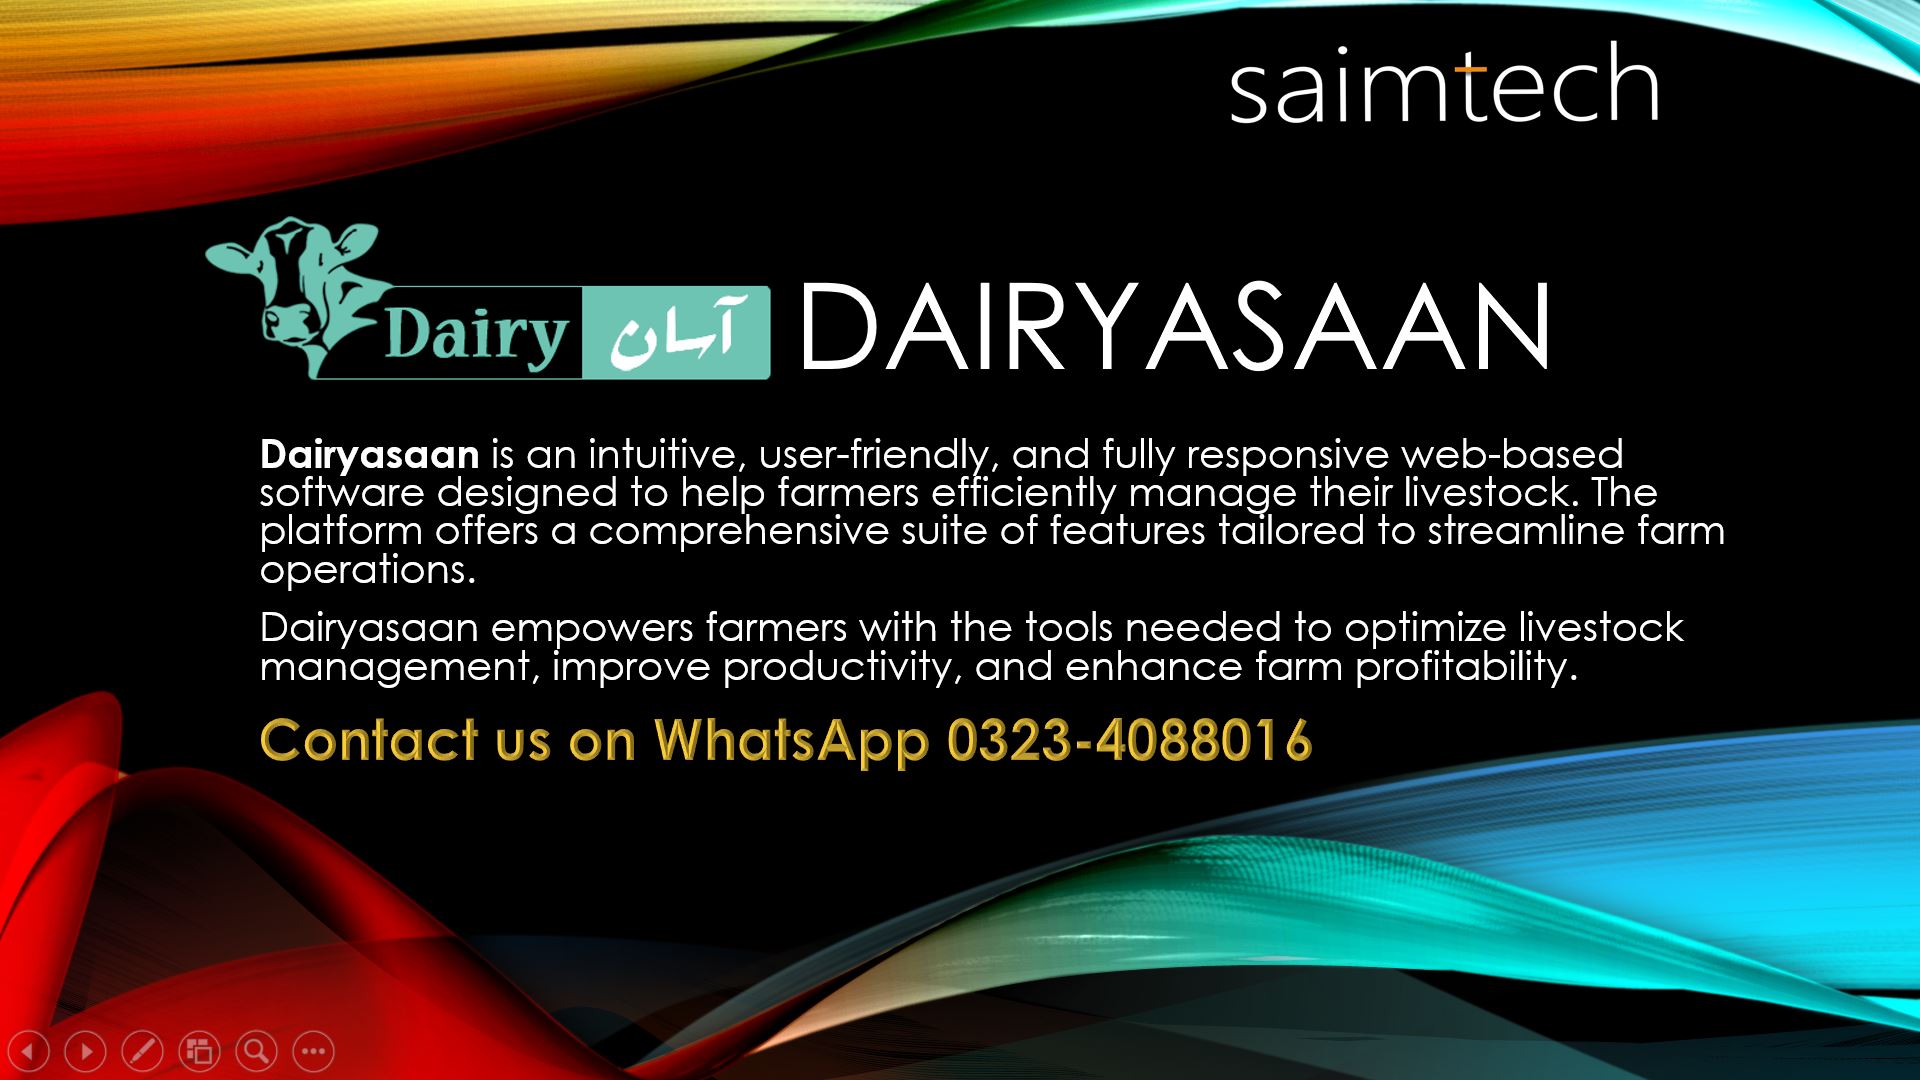 saimtech
Dairy آسان
DAIRYASAAN
Dairyasaan is an intuitive, user-friendly, and fully responsive web-based
software designed to help farmers efficiently manage their livestock. The
platform offers a comprehensive suite of features tailored to streamline farm
operations.
Dairyasaan empowers farmers with the tools needed to optimize livestock
management, improve productivity, and enhance farm profitability.
Contact us on WhatsApp 0323-4088016